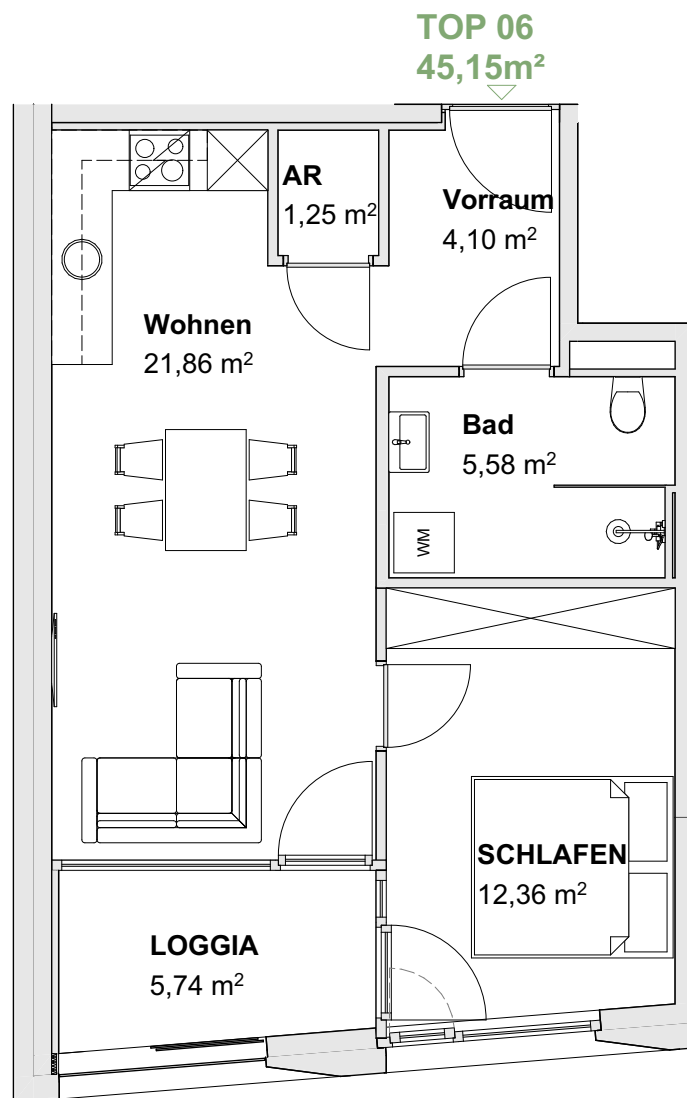 TOP 06
45,15m²
AR
1,25 m²
Vorraum
4,10 m²
Wohnen
21,86 m²
Bad
5,58 m²
WM
SCHLAFEN
12,36 m²
LOGGIA
5,74 m²